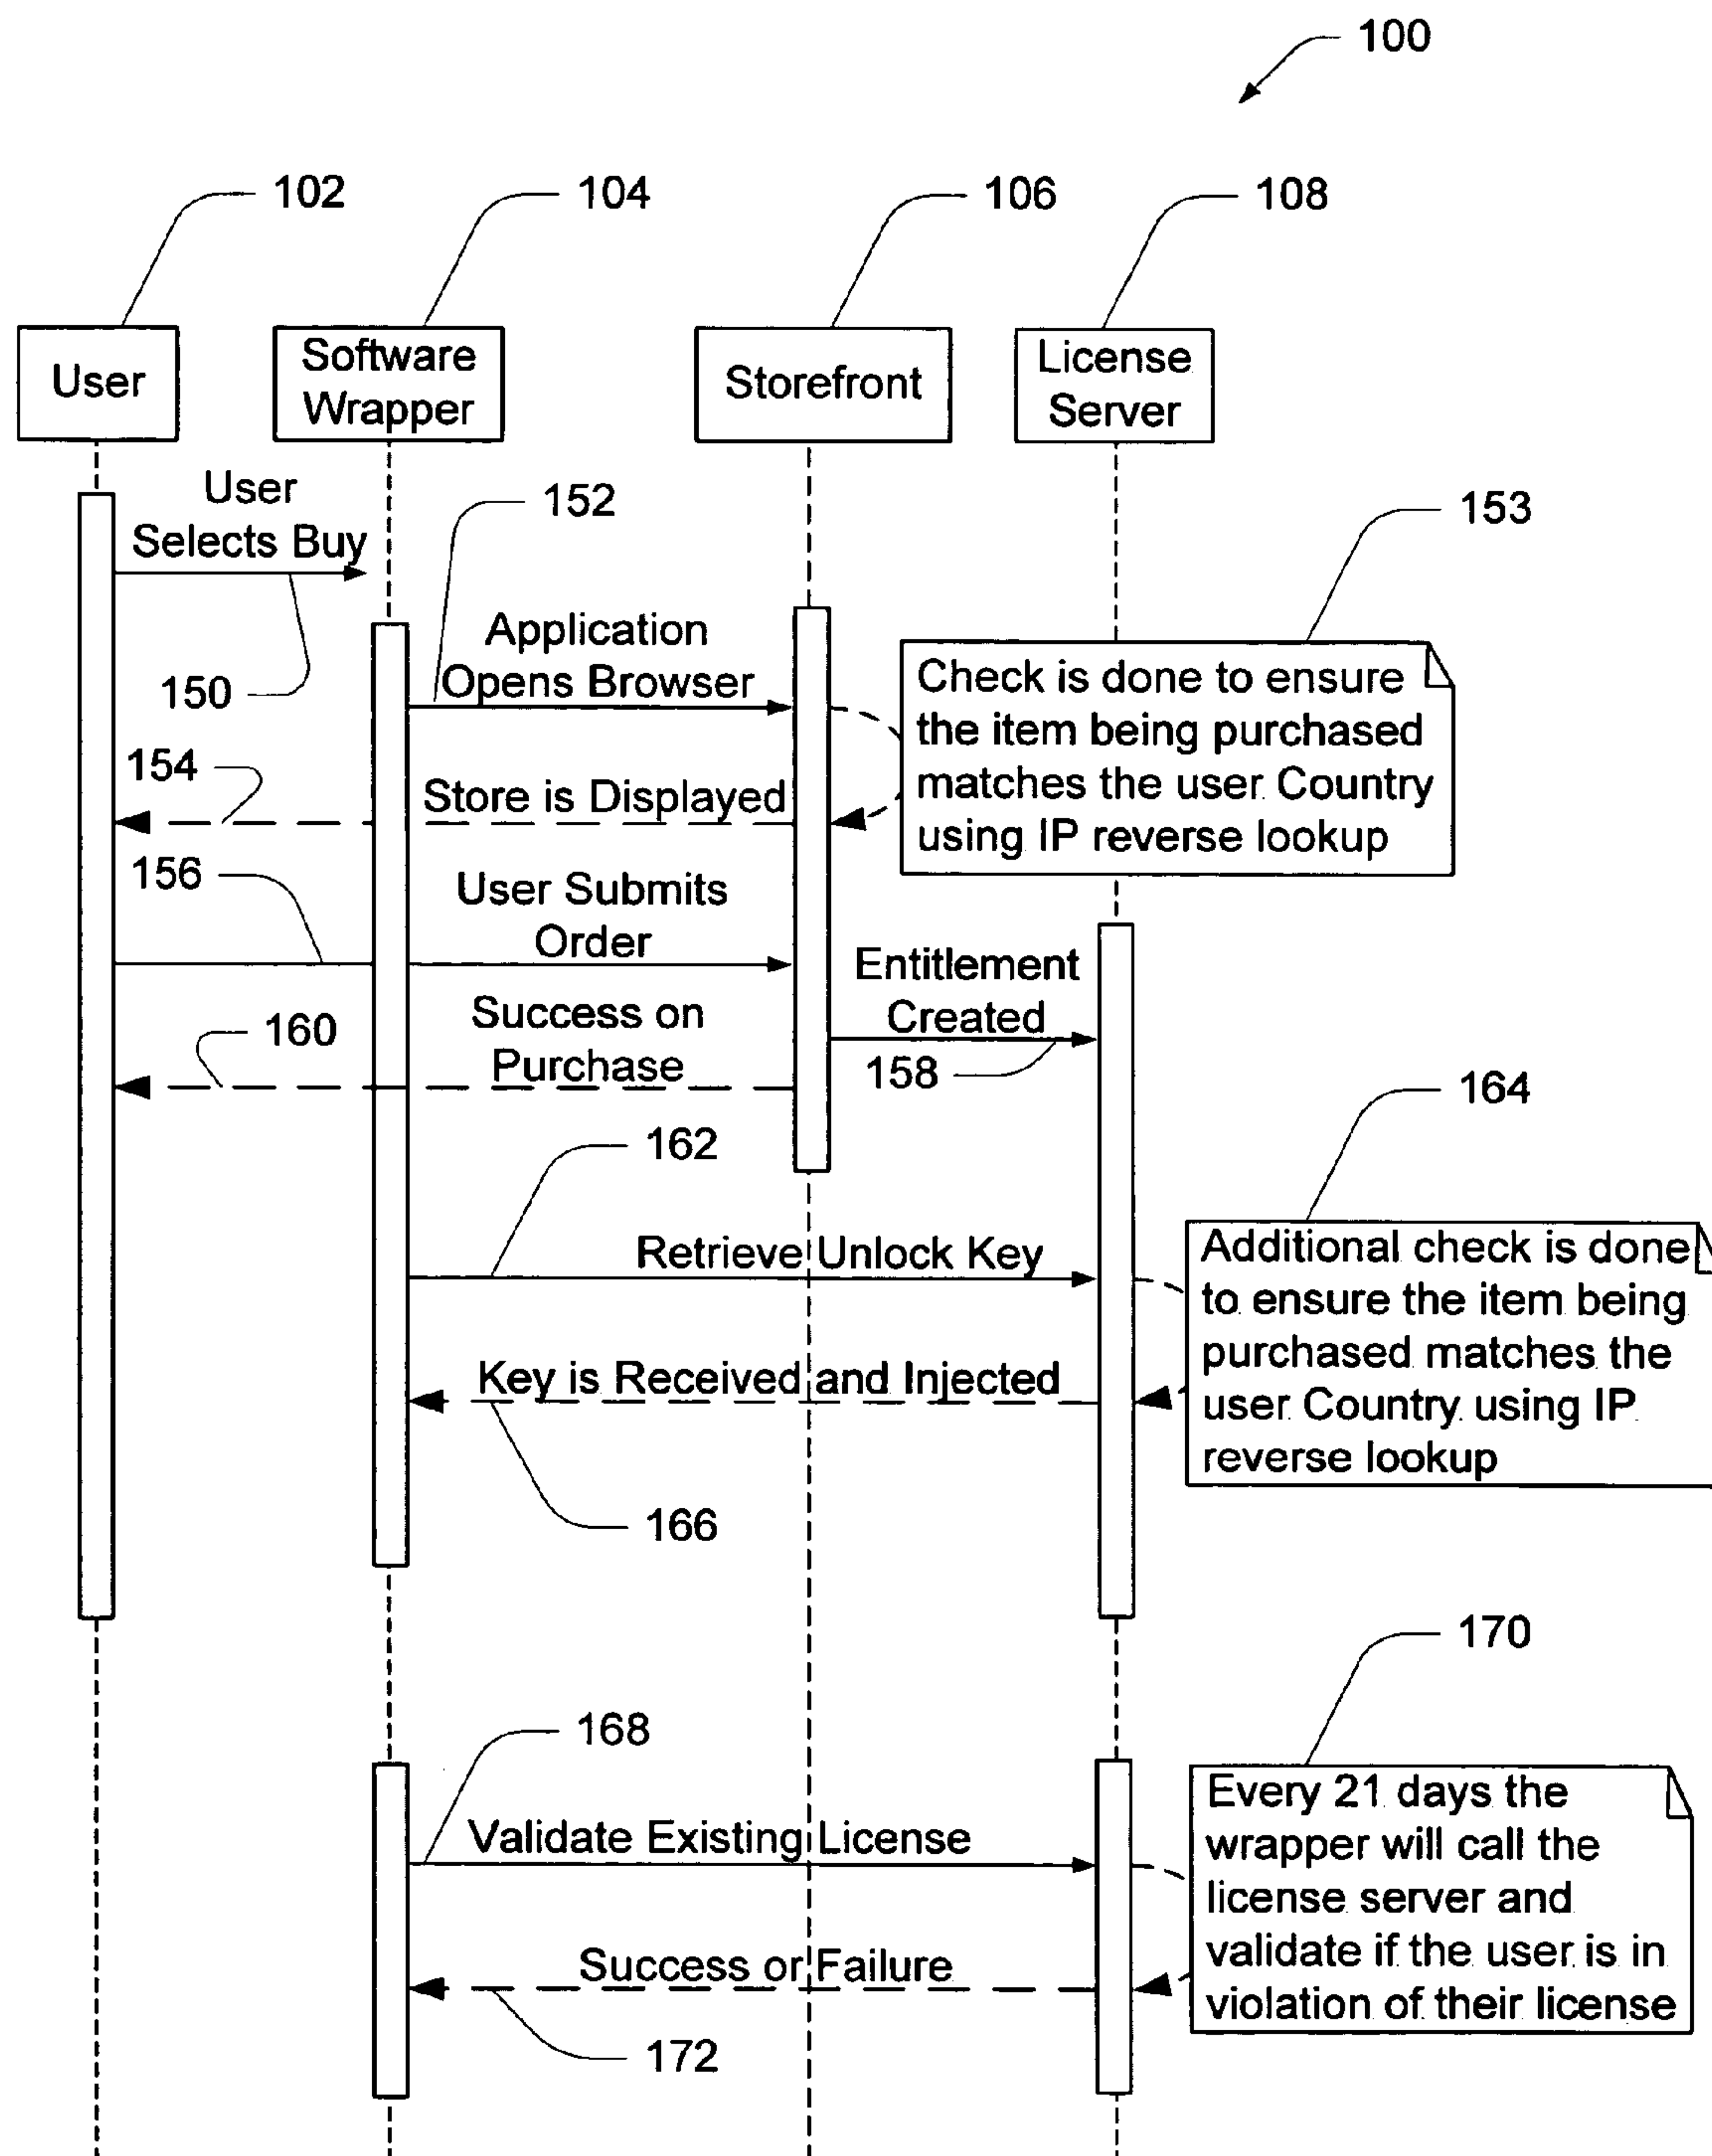 100
102
104
106
108
User
Software
Wrapper
Storefront
License
Server
User
Selects Buy
150
152
Application
Opens Browser
153
Check is done to ensure
the item being purchased
matches the user Country
using IP reverse lookup
154
Store is Displayed
156
User Submits
Order
Entitlement
Created
158
160
Success on
Purchase
162
Retrieve Unlock Key
164
Additional check is done
to ensure the item being
purchased matches the
user Country using IP
reverse lookup
Key is Received and Injected
166
168
Validate Existing License
170
Every 21 days the
wrapper will call the
license server and
validate if the user is in
violation of their license
Success or Failure
172